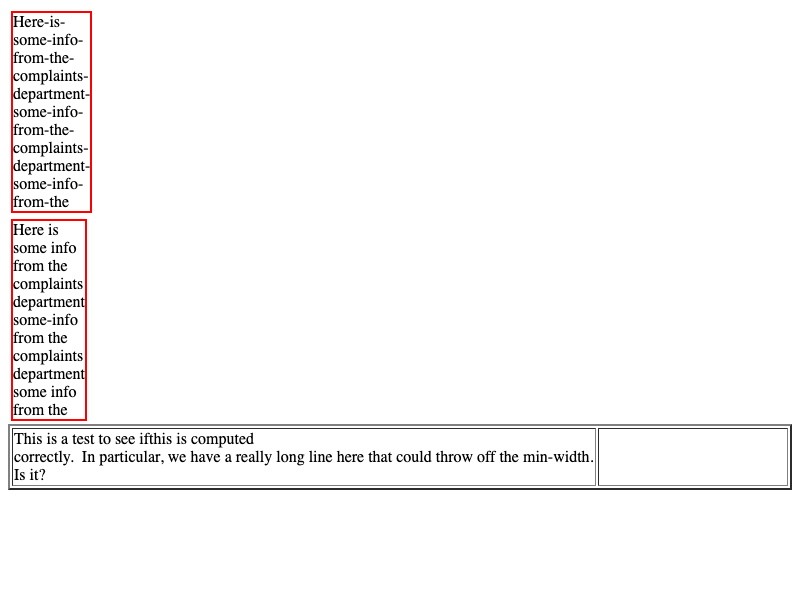 Here-is-
some-info-
from-the-
complaints-
department-
some-info-
from-the-
complaints-
department-
some-info-
from-the
Here is
some info
from the
complaints
department
some-info
from the
complaints
department
some info
from the
This is a test to see ifthis is computed
correctly.  In particular, we have a really long line here that could throw off the min-width.
Is it?